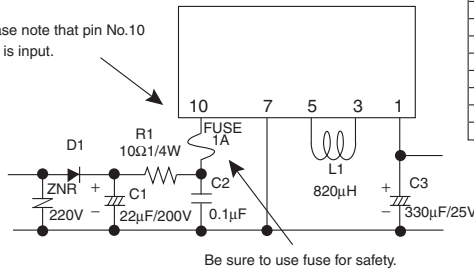 ase note that pin No.10
is input.
10 7 5 3 1
FUSE
1A
D1
R1
10Ω1/4W
L1
820μH
ZNR
220V
+
−
C1
22μF/200V
C2
0.1μF
+
−
C3
330μF/25V
Be sure to use fuse for safety.